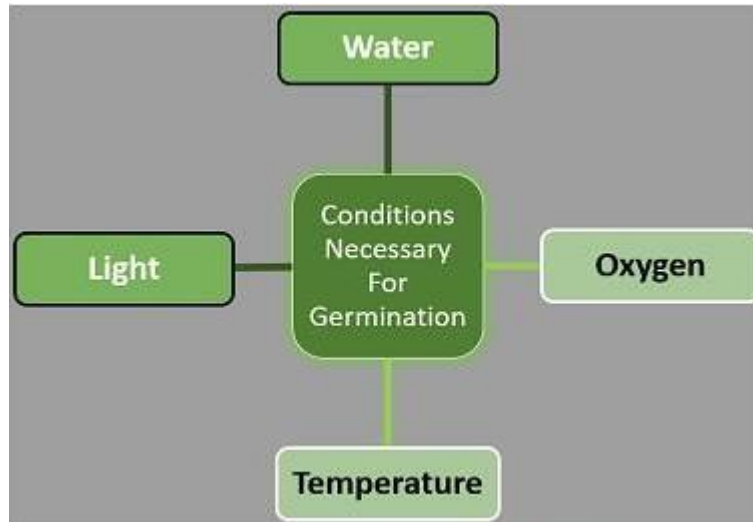 Water
Conditions
Necessary
For
Germination
Light
Oxygen
Temperature